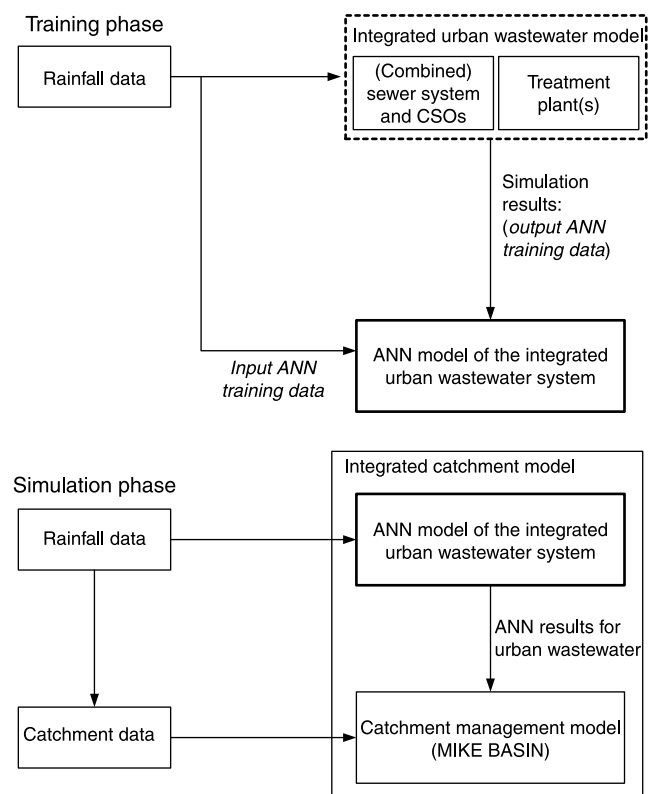 Training phase
Integrated urban wastewater model
Rainfall data
(Combined)
sewer system
and CSOs
Treatment
plant(s)
Simulation
results:
(output ANN
training data)
Input ANN
training data
ANN model of the integrated
urban wastewater system
Integrated catchment model
Simulation phase
Rainfall data
ANN model of the integrated
urban wastewater system
ANN results for
urban wastewater
Catchment data
Catchment management model
(MIKE BASIN)